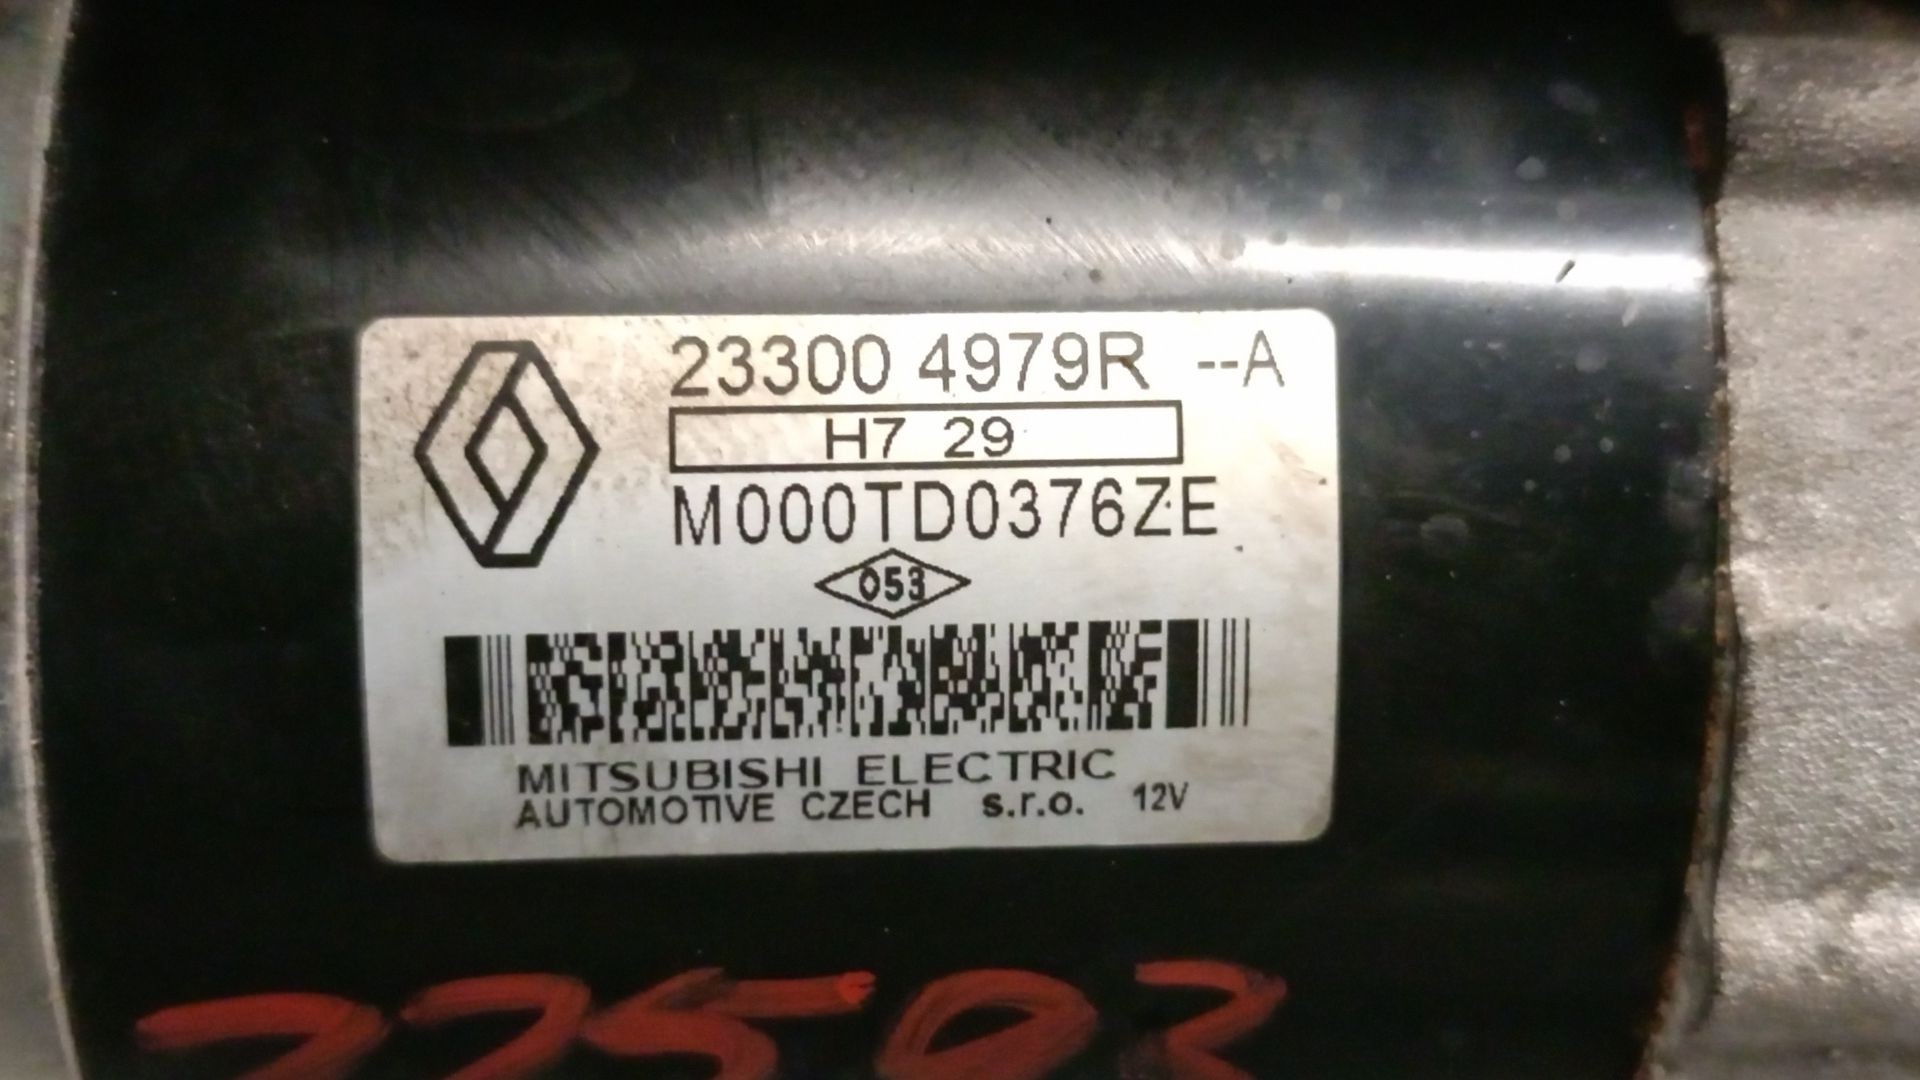 23300 4979R --A
H7 29
M000TD0376ZE
053
MITSUBISHI ELECTRIC
AUTOMOTIVE CZECH s.r.o. 12V